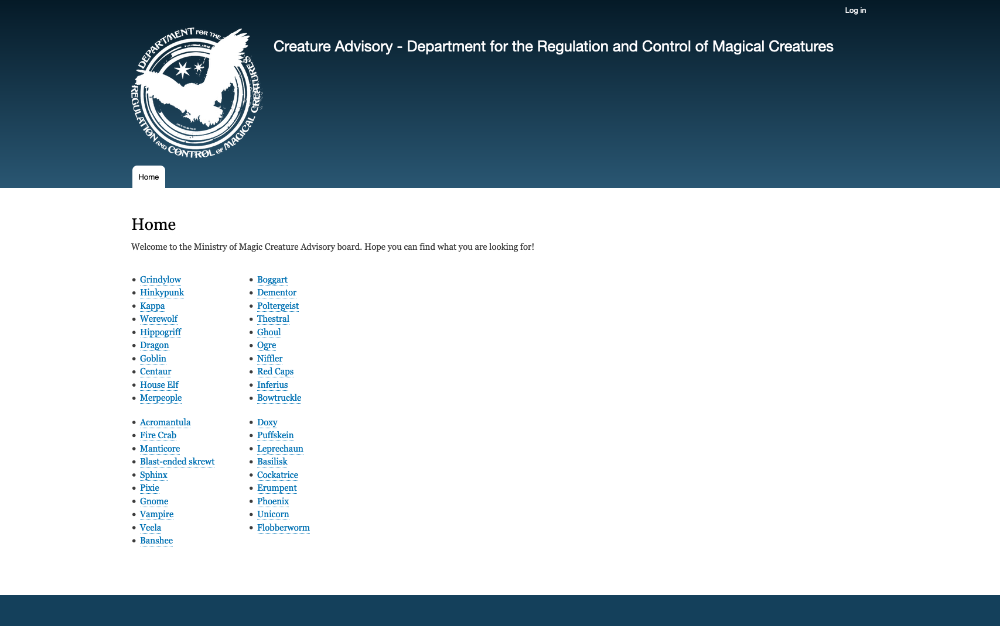 Log in
DEPARTMENT FOR THE
REGULATION AND CONTROL OF MAGICAL CREATURES
Creature Advisory - Department for the Regulation and Control of Magical Creatures
Home
Home
Welcome to the Ministry of Magic Creature Advisory board. Hope you can find what you are looking for!
Grindylow
Hinkypunk
Kappa
Werewolf
Hippogriff
Dragon
Goblin
Centaur
House Elf
Merpeople
Boggart
Dementor
Poltergeist
Thestral
Ghoul
Ogre
Niffler
Red Caps
Inferius
Bowtruckle
Acromantula
Fire Crab
Manticore
Blast-ended skrewt
Sphinx
Pixie
Gnome
Vampire
Veela
Banshee
Doxy
Puffskein
Leprechaun
Basilisk
Cockatrice
Erumpent
Phoenix
Unicorn
Flobberworm